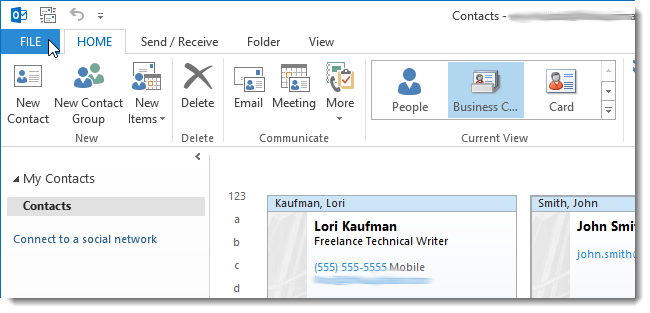 Contacts -
FILE HOME Send / Receive Folder View
New Contact
New Contact Group
New Items
Delete
Email
Meeting
More
People
Business C...
Card
New
Delete
Communicate
Current View
My Contacts
Contacts
Connect to a social network
123
a
b
c
d
Kaufman, Lori
Lori Kaufman
Freelance Technical Writer
(555) 555-5555 Mobile
Smith, John
John Smi
john.smith